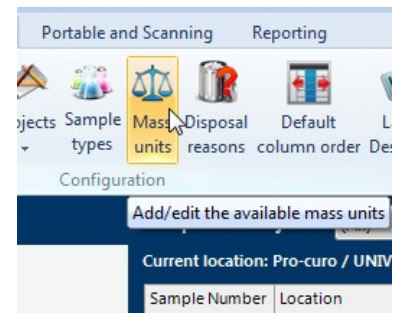 Portable and Scanning Reporting
Sample Mass Disposal Default
types units reasons column order
Configuration
Add/edit the available mass units
Current location: Pro-curo / UNIV
Sample Number Location